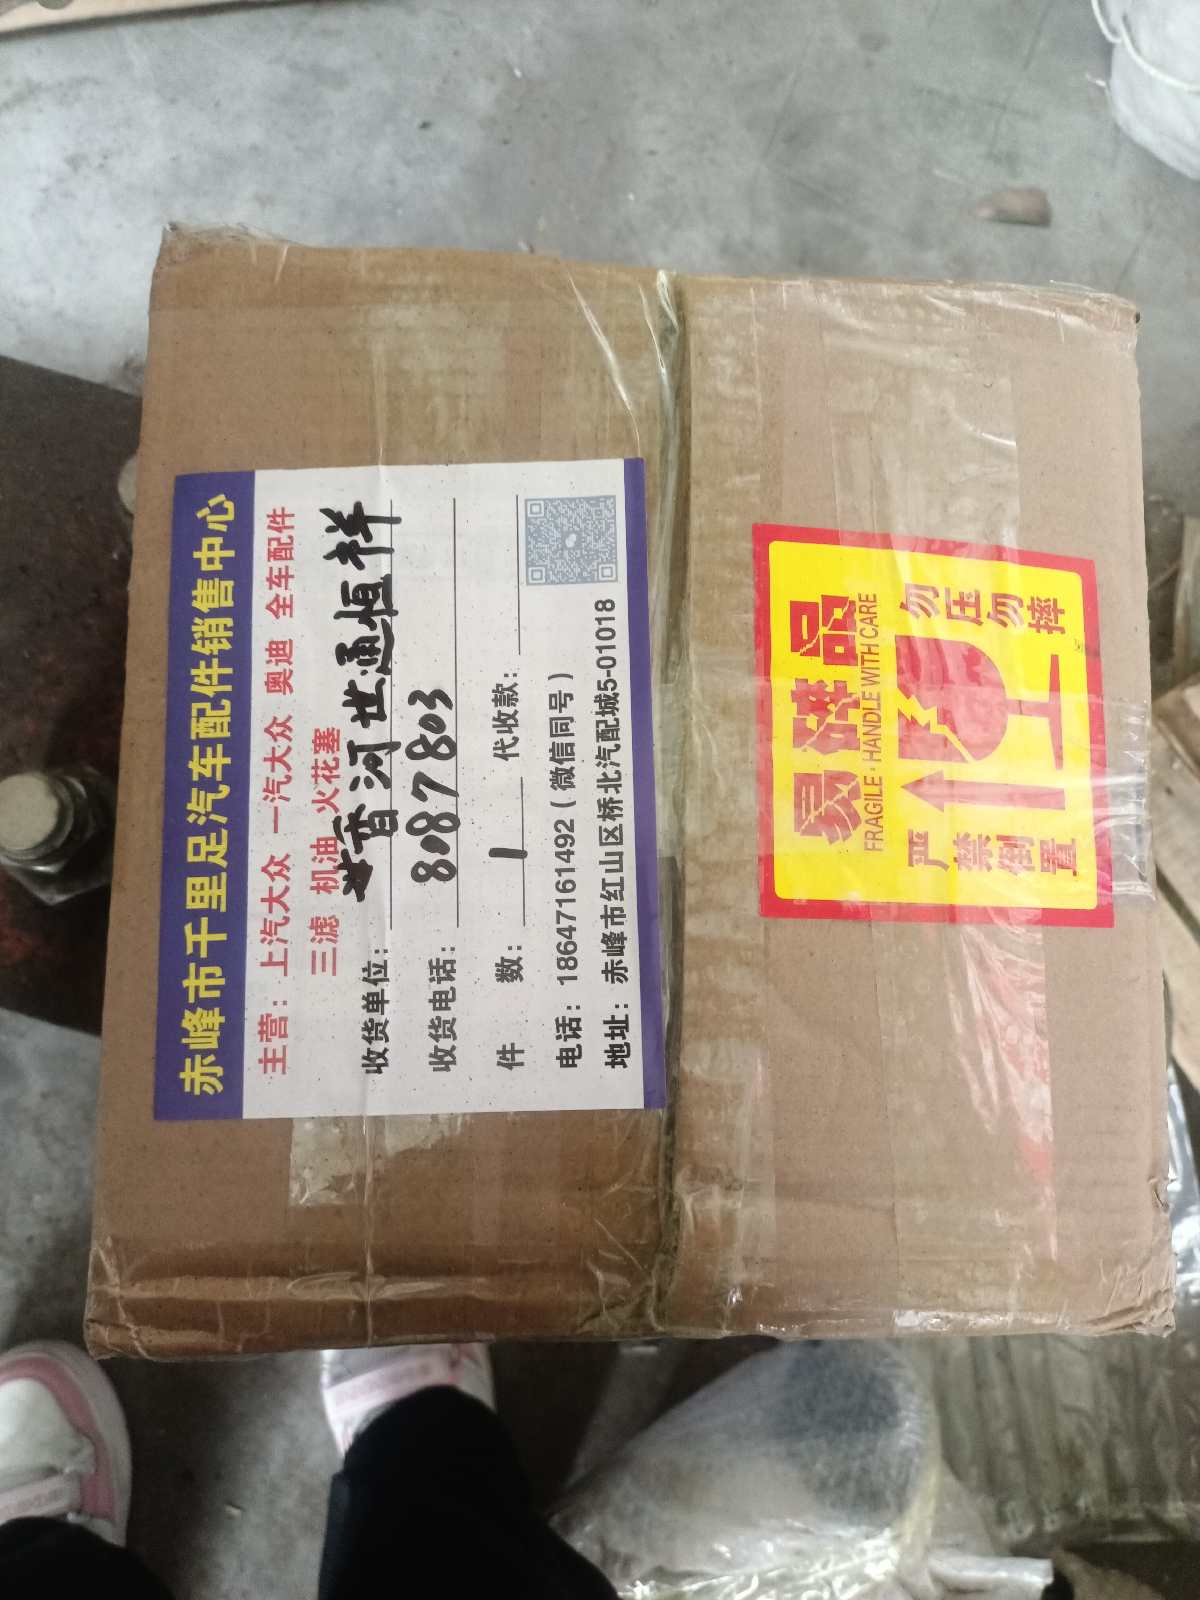 赤峰市千里足汽车配件销售中心
主营：上汽大众 一汽大众 奥迪 全车配件
三滤 机油 火花塞
收货单位：北香河世通恒祥
收货电话：8087803
件 数：1 代收款：
电话：18647161492（微信同号）
地址：赤峰市红山区桥北汽配城5-01018
易碎品
FRAGILE·HANDLE WITH CARE
严禁倒置
勿压勿摔